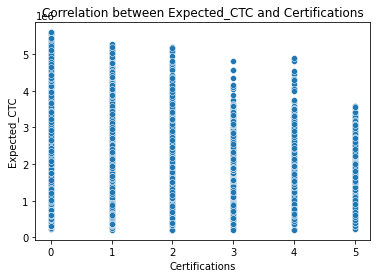 Correlation between Expected_CTC and Certifications
1e6
5
4
3
2
1
0
Expected_CTC
0 1 2 3 4 5
Certifications